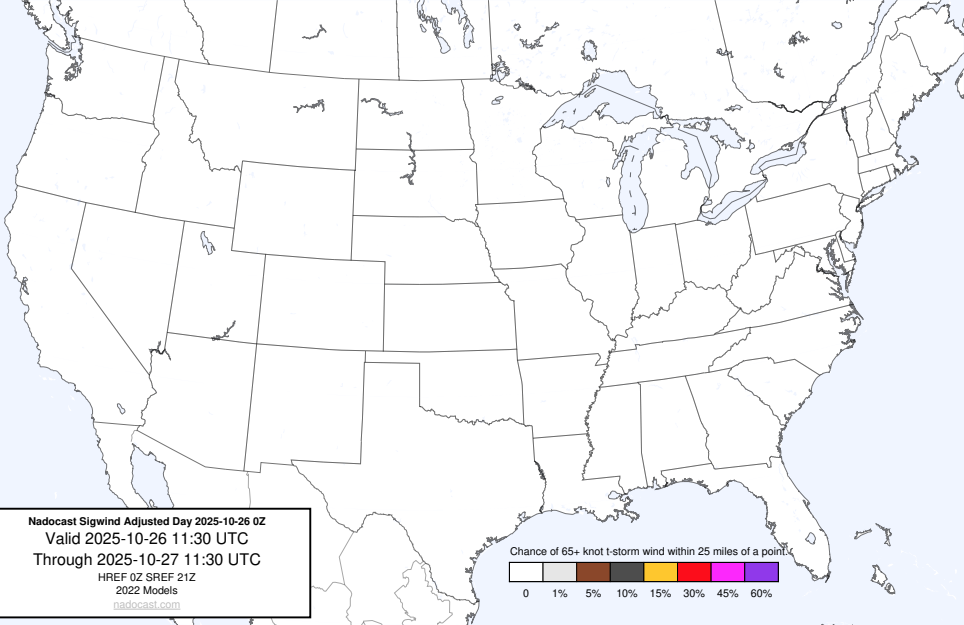 Nadocast Sigwind Adjusted Day 2025-10-26 0Z
Valid 2025-10-26 11:30 UTC
Through 2025-10-27 11:30 UTC
HREF 0Z SREF 21Z
2022 Models
nadocast.com
Chance of 65+ knot t-storm wind within 25 miles of a point.
0 1% 5% 10% 15% 30% 45% 60%